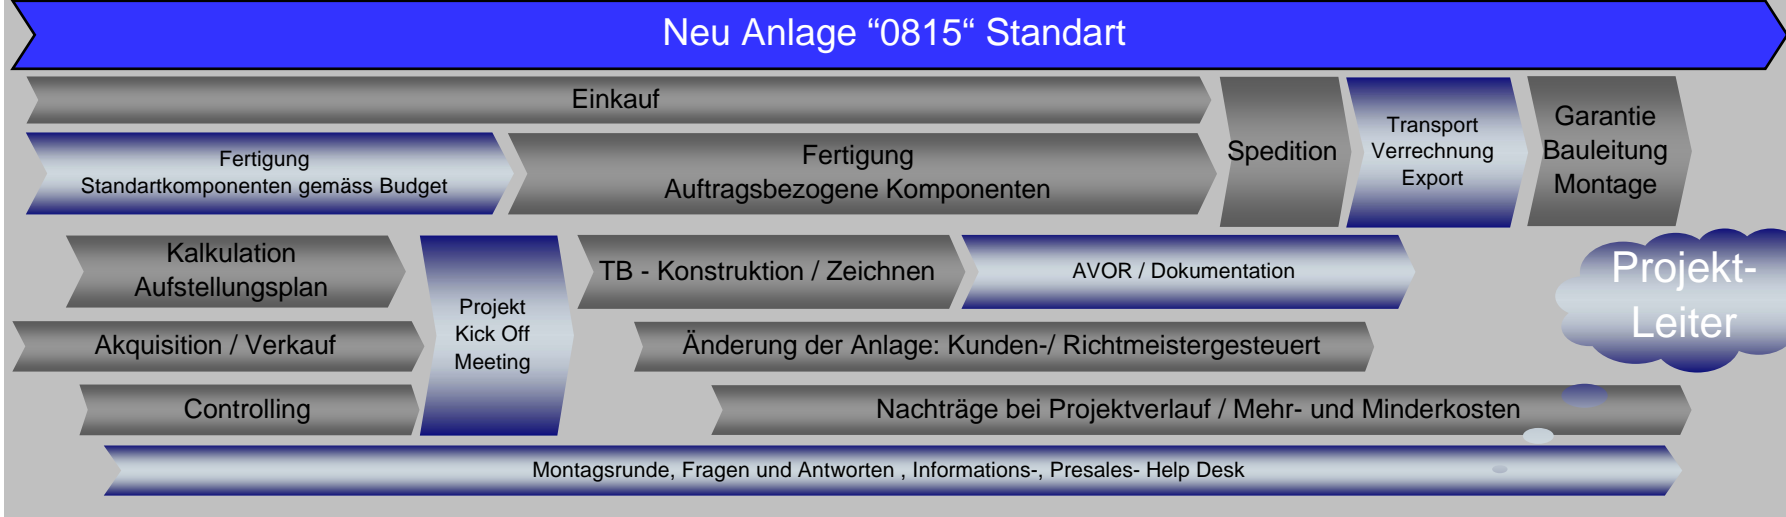 Neu Anlage “0815“ Standart
Einkauf
Fertigung
Standartkomponenten gemäss Budget
Fertigung
Auftragsbezogene Komponenten
Spedition
Transport
Verrechnung
Export
Garantie
Bauleitung
Montage
Kalkulation
Aufstellungsplan
Akquisition / Verkauf
Controlling
Projekt
Kick Off
Meeting
TB - Konstruktion / Zeichnen
AVOR / Dokumentation
Änderung der Anlage: Kunden-/ Richtmeistergesteuert
Nachträge bei Projektverlauf / Mehr- und Minderkosten
Projekt-
Leiter
Montagsrunde, Fragen und Antworten , Informations-, Presales- Help Desk